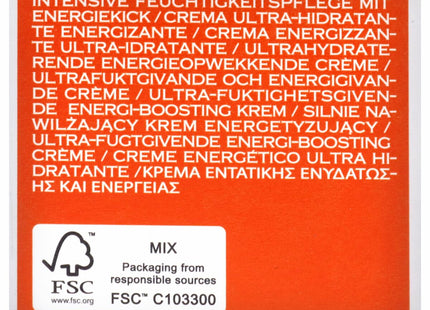 INTENSIVE FEUCHTIGKEITSPFLEGE MIT
ENERGIEKICK / CREMA ULTRA-HIDRATAN-
TE ENERGIZANTE / CREMA ENERGIZZAN-
TE ULTRA-IDRATANTE / ULTRAHYDRATE-
RENDE ENERGIEOPWEKKENDE CRÈME /
ULTRAFUKTGIVANDE OCH ENERGIGIVAN-
DE CRÈME / ULTRA-FUKTIGHETSGIVEN-
DE ENERGI-BOOSTING KREM / SILNIE NA-
WILŻAJĄCY KREM ENERGETYZUJĄCY /
ULTRA-FUGTGIVENDE ENERGI-BOOSTING
CRÈME / CREME ENERGÉTICO ULTRA HI-
DRATANTE / ΚΡΕΜΑ ΕΝΤΑΤΙΚΗΣ ΕΝΥΔΑΤΩΣ-
ΗΣ ΚΑΙ ΕΝΕΡΓΕΙΑΣ
FSC
www.fsc.org
MIX
Packaging from
responsible sources
FSC™ C103300